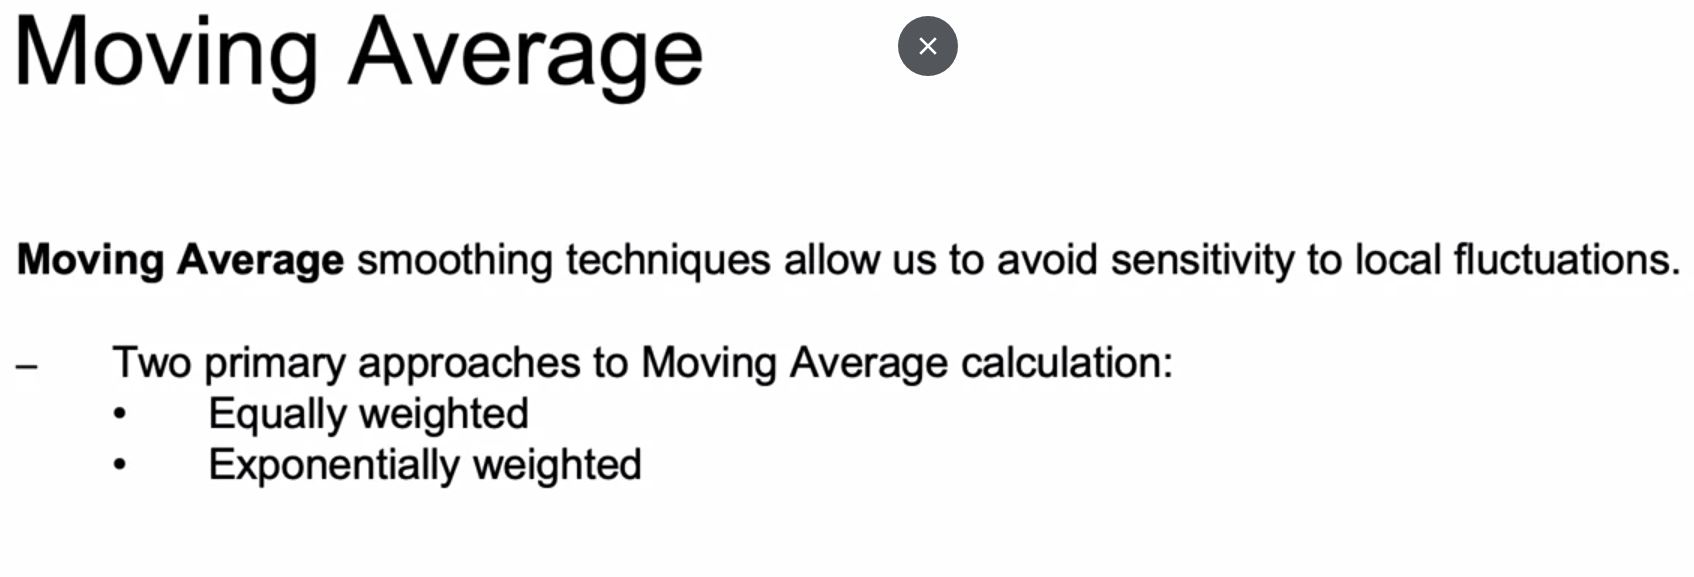 Moving Average
Moving Average smoothing techniques allow us to avoid sensitivity to local fluctuations.
– Two primary approaches to Moving Average calculation:
• Equally weighted
• Exponentially weighted